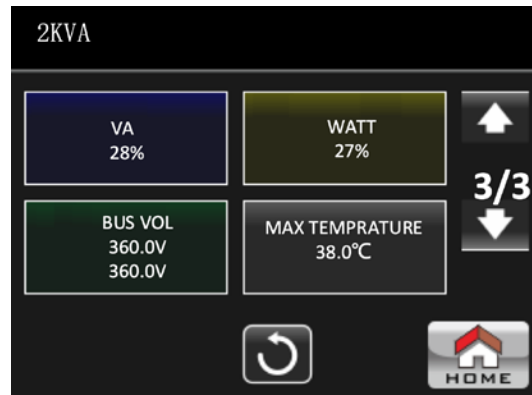 2KVA
VA
28%
WATT
27%
3/3
BUS VOL
360.0V
360.0V
MAX TEMPRATURE
38.0℃
HOME